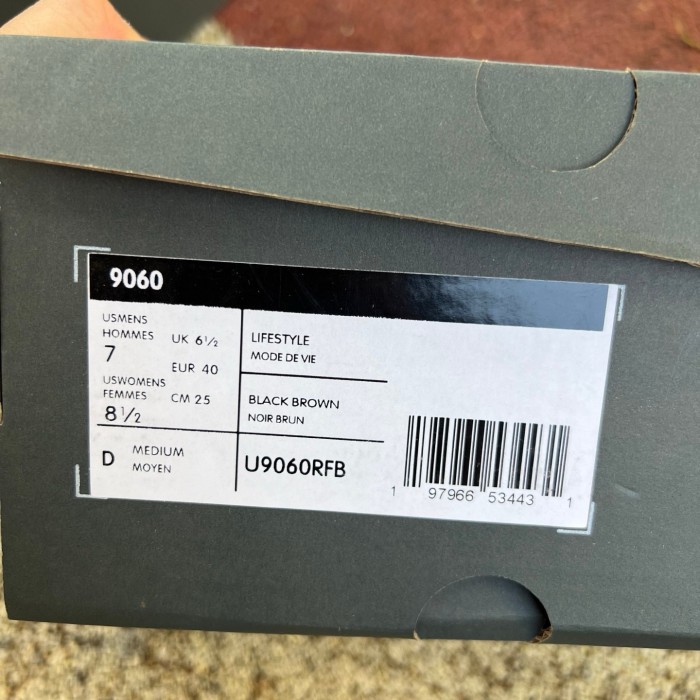 9060
USMENS
HOMMES
7
UK 6½
EUR 40
USWOMENS
FEMMES
8½
CM 25
D
MEDIUM
MOYEN
LIFESTYLE
MODE DE VIE
BLACK BROWN
NOIR BRUN
U9060RFB
1 97966 53443 1